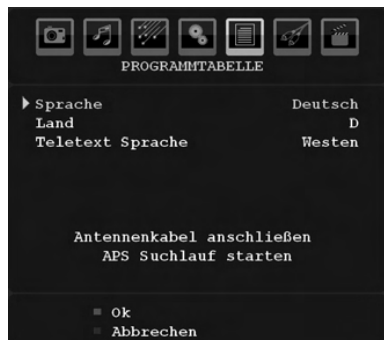 PROGRAMMTABELLE
Sprache Deutsch
Land D
Teletext Sprache Westen
Antennenkabel anschließen
APS Suchlauf starten
Ok
Abbrechen